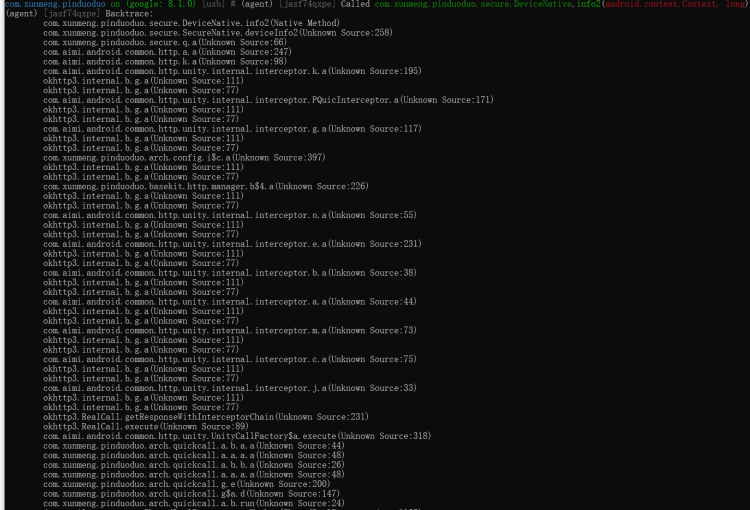 com.xunmeng.pinduoduo on (google: 8.1.0) [usb] # (agent) [jasf74qxpe] Called com.xunmeng.pinduoduo.secure.DeviceNative.info2(android.content.Context, long)
(agent) [jasf74qxpe] Backtrace:
com.xunmeng.pinduoduo.secure.DeviceNative.info2(Native Method)
com.xunmeng.pinduoduo.secure.SecureNative.deviceInfo2(Unknown Source:258)
com.xunmeng.pinduoduo.secure.q.a(Unknown Source:66)
com.aimi.android.common.http.a.a(Unknown Source:247)
com.aimi.android.common.http.k.a(Unknown Source:98)
com.aimi.android.common.http.unity.internal.interceptor.k.a(Unknown Source:195)
okhttp3.internal.b.g.a(Unknown Source:111)
okhttp3.internal.b.g.a(Unknown Source:77)
com.aimi.android.common.http.unity.internal.interceptor.PQuicInterceptor.a(Unknown Source:171)
okhttp3.internal.b.g.a(Unknown Source:111)
okhttp3.internal.b.g.a(Unknown Source:77)
com.aimi.android.common.http.unity.internal.interceptor.g.a(Unknown Source:117)
okhttp3.internal.b.g.a(Unknown Source:111)
okhttp3.internal.b.g.a(Unknown Source:77)
com.xunmeng.pinduoduo.arch.config.i$c.a(Unknown Source:397)
okhttp3.internal.b.g.a(Unknown Source:111)
okhttp3.internal.b.g.a(Unknown Source:77)
com.xunmeng.pinduoduo.basekit.http.manager.b$4.a(Unknown Source:226)
okhttp3.internal.b.g.a(Unknown Source:111)
okhttp3.internal.b.g.a(Unknown Source:77)
com.aimi.android.common.http.unity.internal.interceptor.o.a(Unknown Source:55)
okhttp3.internal.b.g.a(Unknown Source:111)
okhttp3.internal.b.g.a(Unknown Source:77)
com.aimi.android.common.http.unity.internal.interceptor.e.a(Unknown Source:231)
okhttp3.internal.b.g.a(Unknown Source:111)
okhttp3.internal.b.g.a(Unknown Source:77)
com.aimi.android.common.http.unity.internal.interceptor.b.a(Unknown Source:38)
okhttp3.internal.b.g.a(Unknown Source:111)
okhttp3.internal.b.g.a(Unknown Source:77)
com.aimi.android.common.http.unity.internal.interceptor.a.a(Unknown Source:44)
okhttp3.internal.b.g.a(Unknown Source:111)
okhttp3.internal.b.g.a(Unknown Source:77)
com.aimi.android.common.http.unity.internal.interceptor.m.a(Unknown Source:73)
okhttp3.internal.b.g.a(Unknown Source:111)
okhttp3.internal.b.g.a(Unknown Source:77)
com.aimi.android.common.http.unity.internal.interceptor.c.a(Unknown Source:75)
okhttp3.internal.b.g.a(Unknown Source:111)
okhttp3.internal.b.g.a(Unknown Source:77)
com.aimi.android.common.http.unity.internal.interceptor.j.a(Unknown Source:33)
okhttp3.internal.b.g.a(Unknown Source:111)
okhttp3.internal.b.g.a(Unknown Source:77)
okhttp3.RealCall.getResponseWithInterceptorChain(Unknown Source:231)
okhttp3.RealCall.execute(Unknown Source:89)
com.aimi.android.common.http.unity.UnityCallFactory$a.execute(Unknown Source:318)
com.xunmeng.pinduoduo.arch.quickcall.a.b.a.a(Unknown Source:44)
com.xunmeng.pinduoduo.arch.quickcall.a.a.a.a(Unknown Source:48)
com.xunmeng.pinduoduo.arch.quickcall.a.b.b.a(Unknown Source:26)
com.xunmeng.pinduoduo.arch.quickcall.a.a.a.a(Unknown Source:48)
com.xunmeng.pinduoduo.arch.quickcall.g.e(Unknown Source:200)
com.xunmeng.pinduoduo.arch.quickcall.g$a.d(Unknown Source:147)
com.xunmeng.pinduoduo.arch.quickcall.a.b.run(Unknown Source:24)